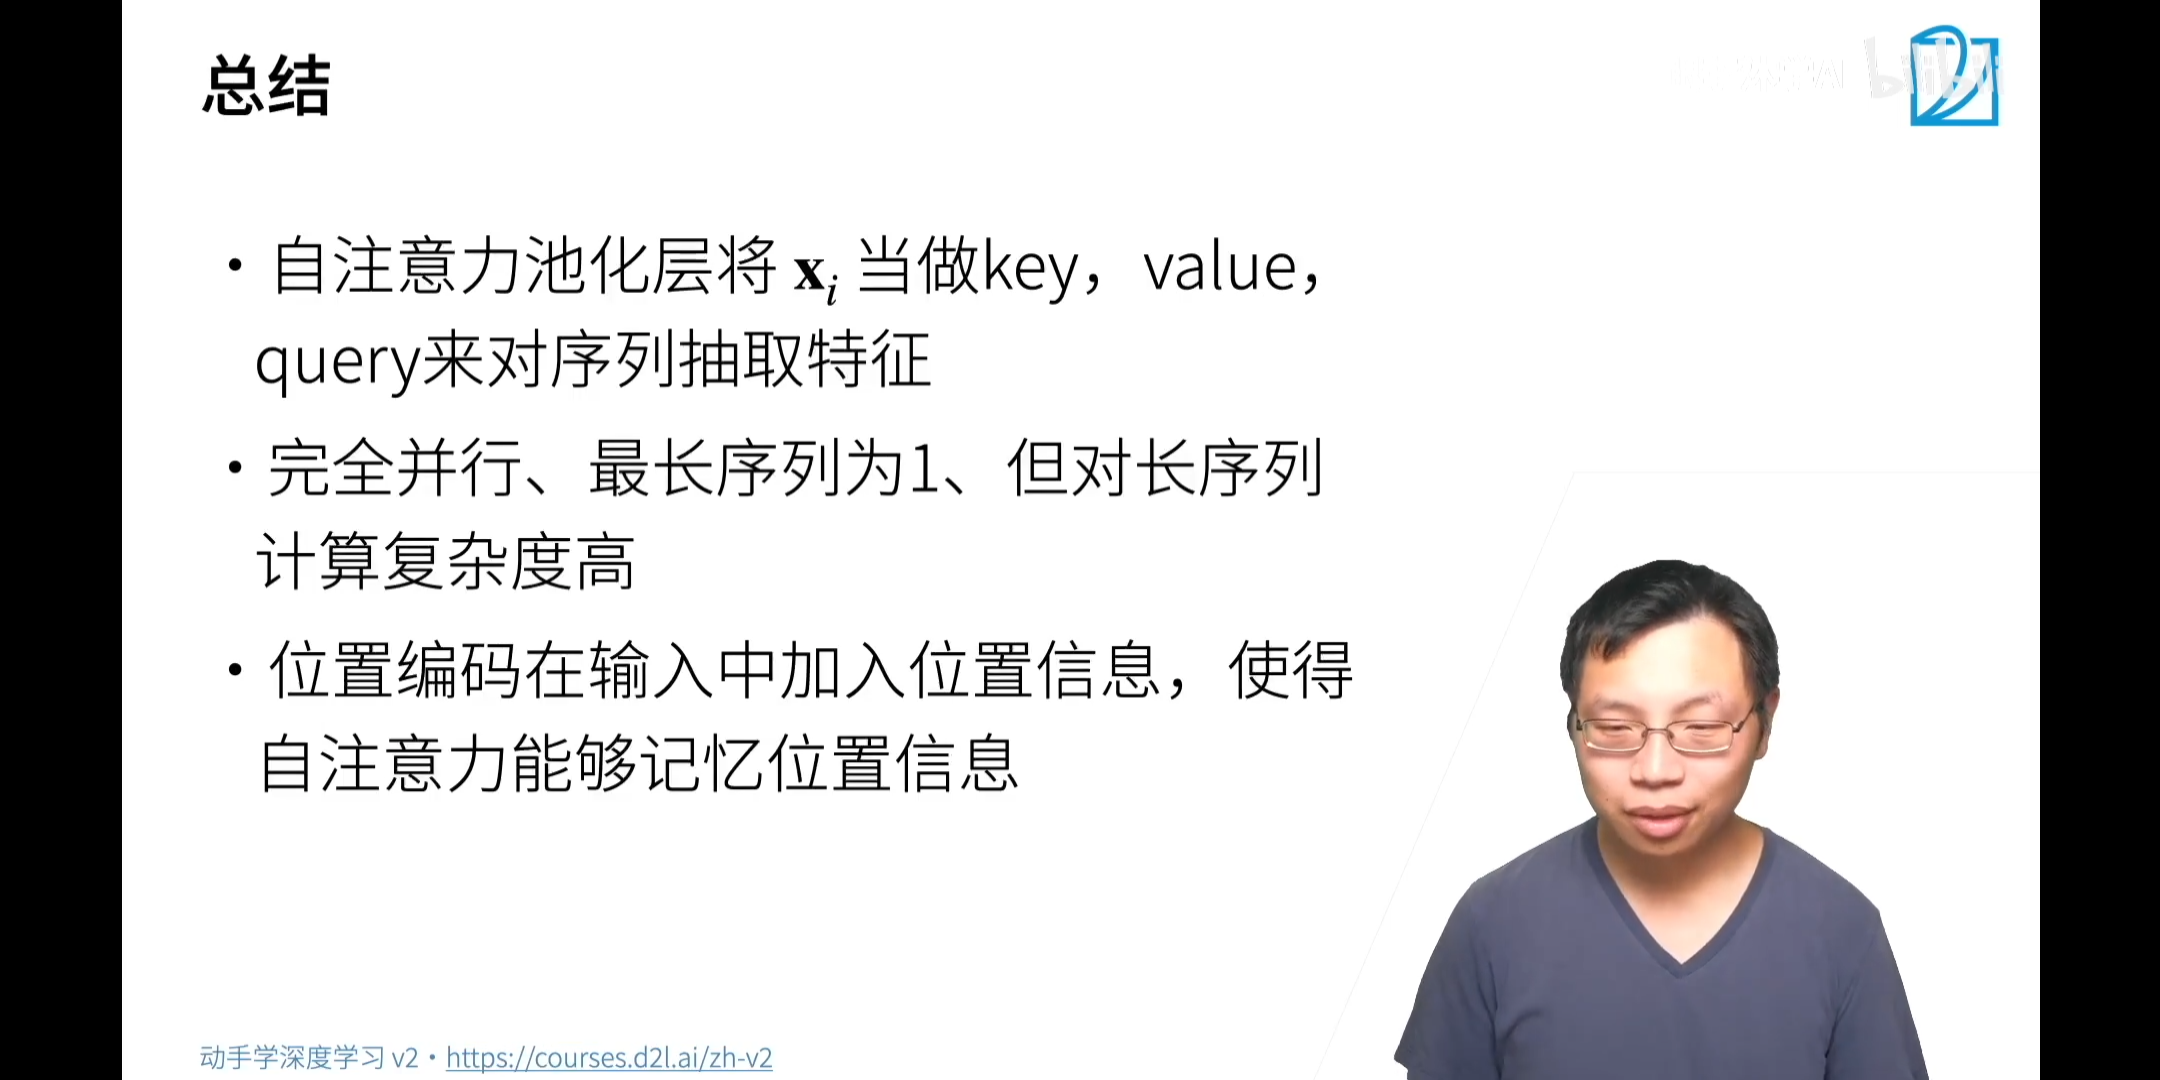 总结
• 自注意力池化层将 xᵢ 当做key，value，
query来对序列抽取特征
• 完全并行、最长序列为1、但对长序列
计算复杂度高
• 位置编码在输入中加入位置信息，使得
自注意力能够记忆位置信息
动手学深度学习 v2 • https://courses.d2l.ai/zh-v2
bilibili